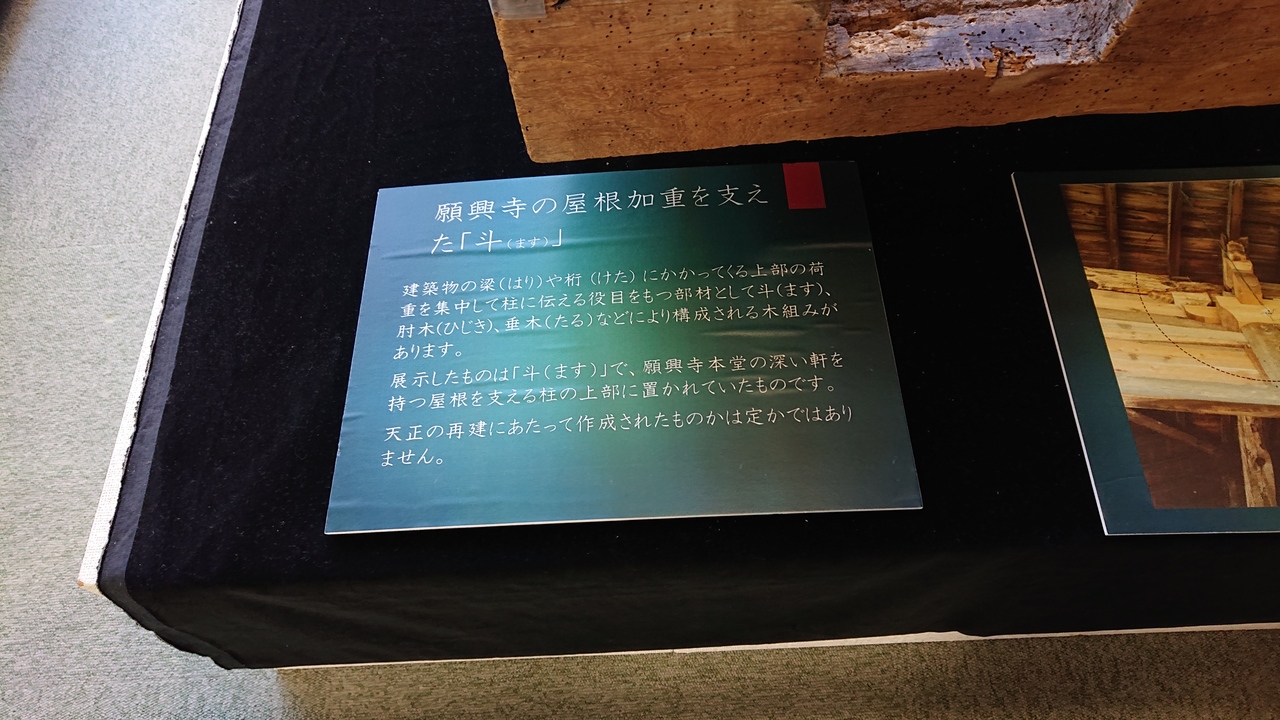 願興寺の屋根加重を支え
た「斗(ます)」
建築物の梁(はり)や桁(けた)にかかってくる上部の荷
重を集中して柱に伝える役目をもつ部材として斗(ます)、
肘木(ひじき)、垂木(たる)などにより構成される木組みが
あります。
展示したものは「斗(ます)」で、願興寺本堂の深い軒を
持つ屋根を支える柱の上部に置かれていたものです。
天正の再建にあたって作成されたものかは定かではあり
ません。